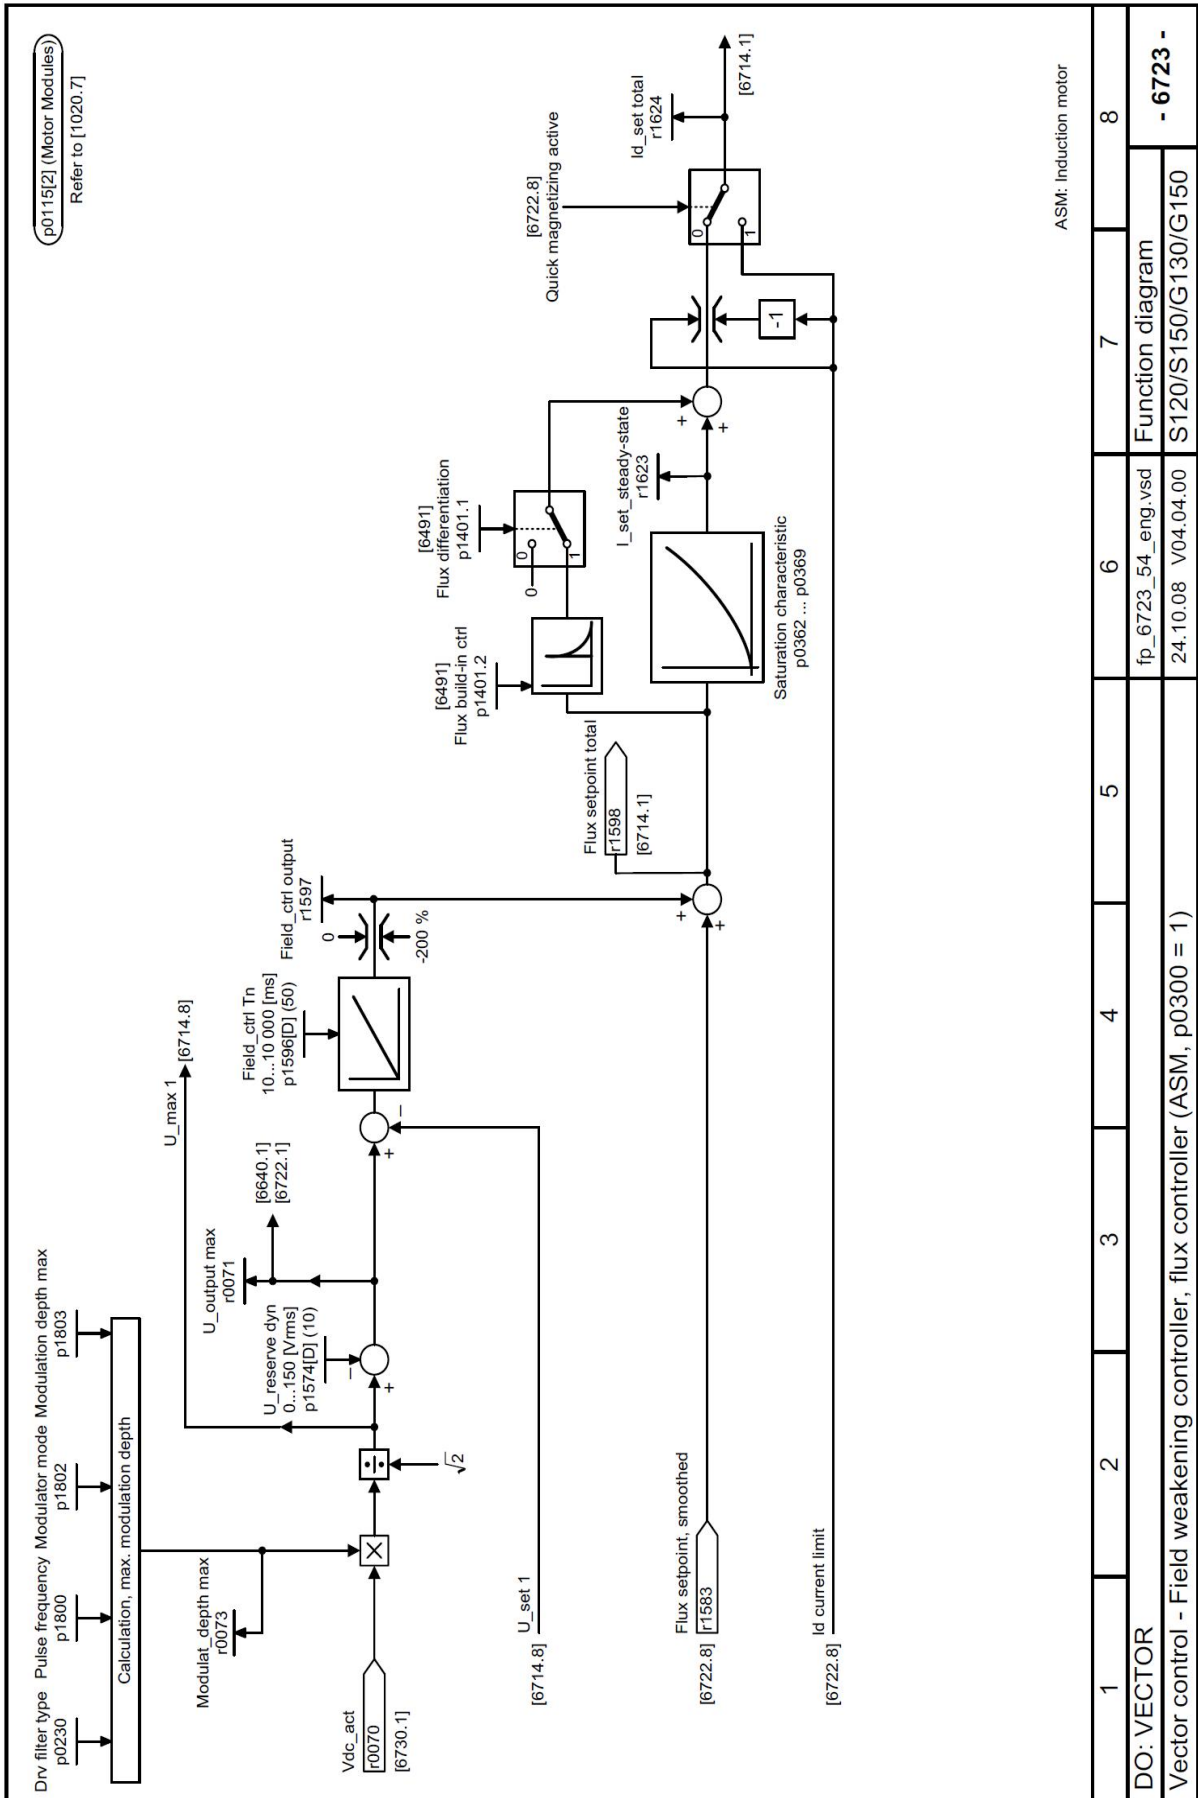 p0115[2] (Motor Modules)
Refer to [1020.7]
Drv filter type
p0230
Pulse frequency
p1800
Modulator mode
p1802
Modulation depth max
p1803
Calculation, max. modulation depth
Modulat_depth max
r0073
Vdc_act
r0070
[6730.1]
×
÷
√2
U_max 1
[6714.8]
U_reserve dyn
0...150 [Vrms]
p1574[D] (10)
–
+
U_output max
r0071
[6640.1]
[6722.1]
+
–
Field_ctrl Tn
10...10 000 [ms]
p1596[D] (50)
0
-200 %
Field_ctrl output
r1597
[6714.8]
U_set 1
Flux setpoint, smoothed
[6722.8]
r1583
+
+
Flux setpoint total
r1598
[6714.1]
[6491]
Flux build-in ctrl
p1401.2
[6491]
Flux differentiation
p1401.1
0
0
1
Saturation characteristic
p0362 ... p0369
I_set_steady-state
r1623
+
+
-1
[6722.8]
Quick magnetizing active
0
1
Id_set total
r1624
[6714.1]
[6722.8]
Id current limit
ASM: Induction motor
1 2 3 4 5 6 7 8
DO: VECTOR
fp_6723_54_eng.vsd
Function diagram
- 6723 -
Vector control - Field weakening controller, flux controller (ASM, p0300 = 1)
24.10.08 V04.04.00
S120/S150/G130/G150